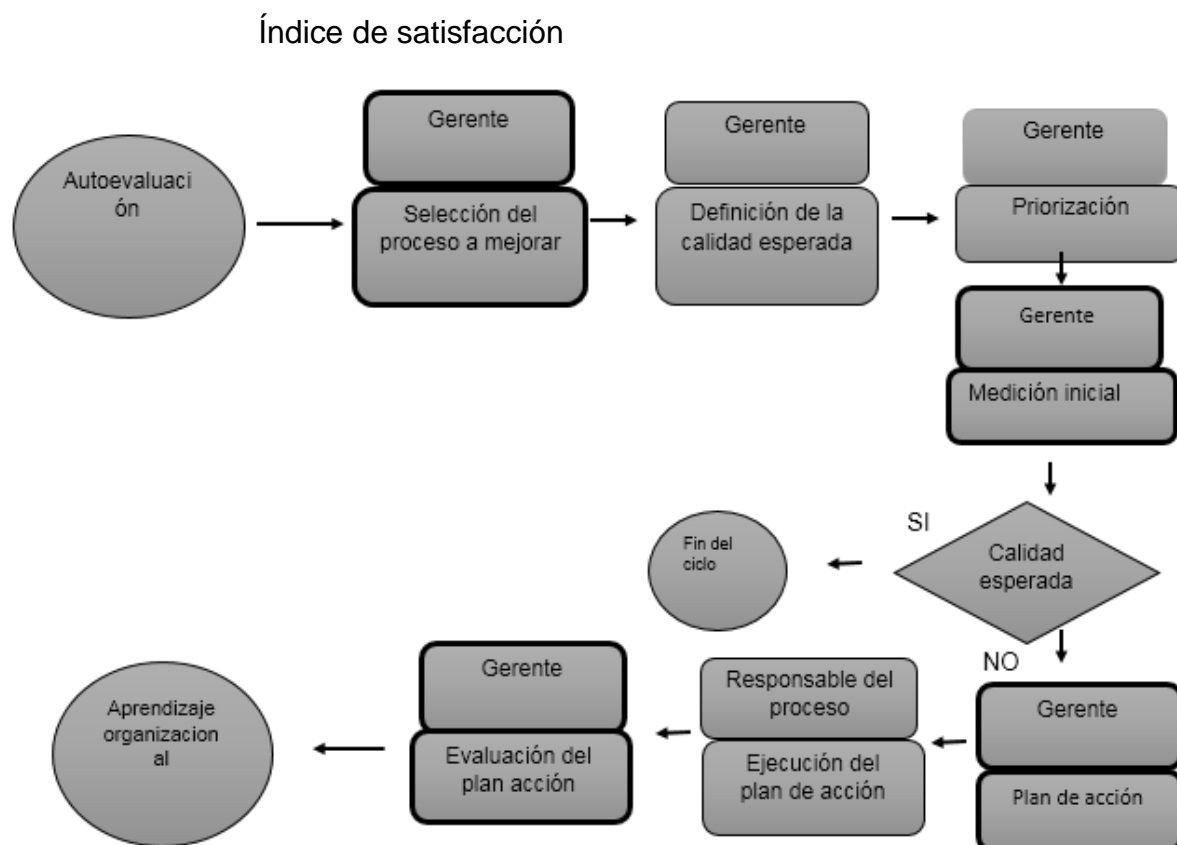 Índice de satisfacción
Autoevaluaci
ón
Gerente
Selección del
proceso a mejorar
Gerente
Definición de la
calidad esperada
Gerente
Priorización
Gerente
Medición inicial
SI
Calidad
esperada
Fin del
ciclo
NO
Gerente
Plan de acción
Responsable del
proceso
Ejecución del
plan de acción
Gerente
Evaluación del
plan acción
Aprendizaje
organizacion
al